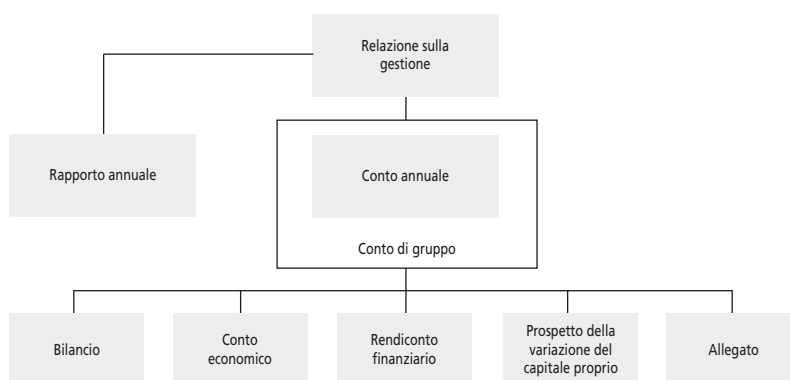 Relazione sulla
gestione
Rapporto annuale
Conto annuale
Conto di gruppo
Bilancio
Conto
economico
Rendiconto
finanziario
Prospetto della
variazione del
capitale proprio
Allegato